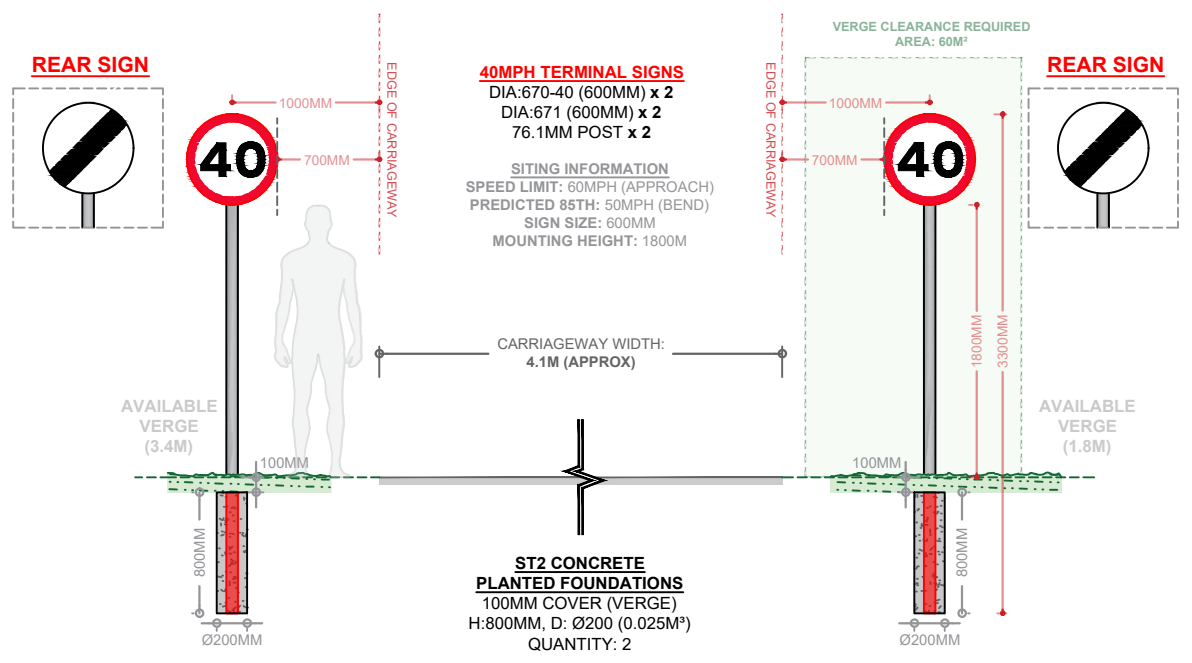 VERGE CLEARANCE REQUIRED
AREA: 60M²
REAR SIGN
40
1000MM
700MM
EDGE OF CARRIAGEWAY
40MPH TERMINAL SIGNS
DIA:670-40 (600MM) x 2
DIA:671 (600MM) x 2
76.1MM POST x 2
SITING INFORMATION
SPEED LIMIT: 60MPH (APPROACH)
PREDICTED 85TH: 50MPH (BEND)
SIGN SIZE: 600MM
MOUNTING HEIGHT: 1800M
EDGE OF CARRIAGEWAY
1000MM
700MM
40
REAR SIGN
1800MM
3300MM
CARRIAGEWAY WIDTH:
4.1M (APPROX)
AVAILABLE
VERGE
(3.4M)
100MM
800MM
Ø200MM
AVAILABLE
VERGE
(1.8M)
100MM
800MM
Ø200MM
ST2 CONCRETE
PLANTED FOUNDATIONS
100MM COVER (VERGE)
H:800MM, D: Ø200 (0.025M³)
QUANTITY: 2